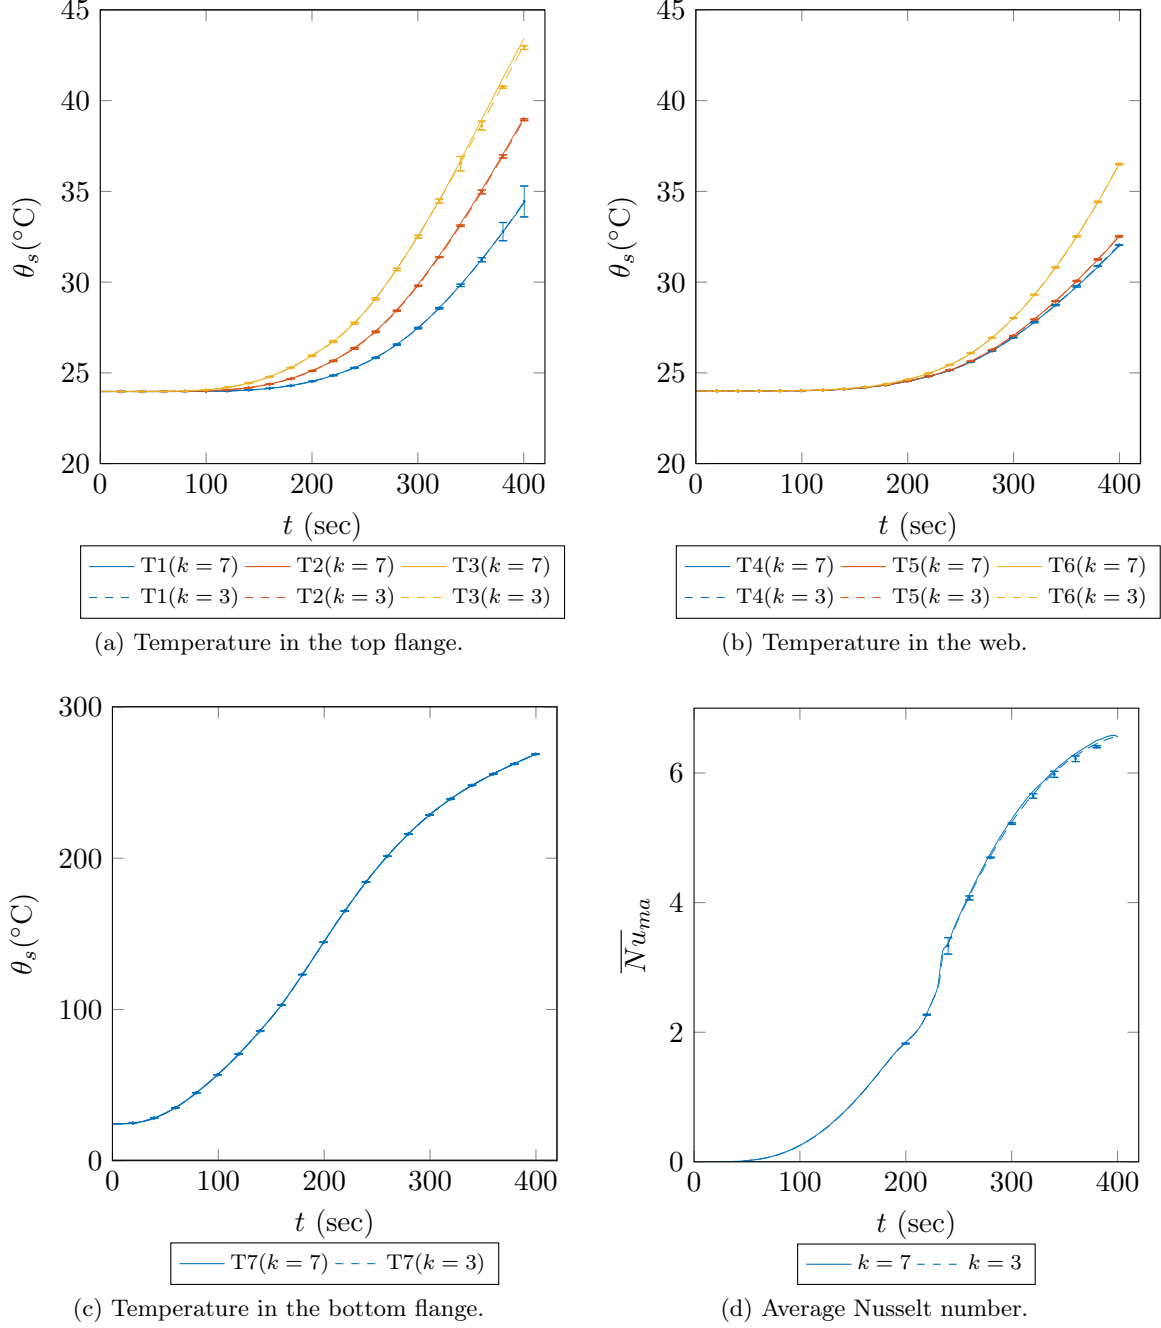 45
40
35
30
25
20
θs(°C)
0 100 200 300 400
t (sec)
T1(k = 7) T2(k = 7) T3(k = 7)
T1(k = 3) T2(k = 3) T3(k = 3)
(a) Temperature in the top flange.
45
40
35
30
25
20
θs(°C)
0 100 200 300 400
t (sec)
T4(k = 7) T5(k = 7) T6(k = 7)
T4(k = 3) T5(k = 3) T6(k = 3)
(b) Temperature in the web.
300
200
100
0
θs(°C)
0 100 200 300 400
t (sec)
T7(k = 7) T7(k = 3)
(c) Temperature in the bottom flange.
6
4
2
0
N̅u̅ma
0 100 200 300 400
t (sec)
k = 7 k = 3
(d) Average Nusselt number.